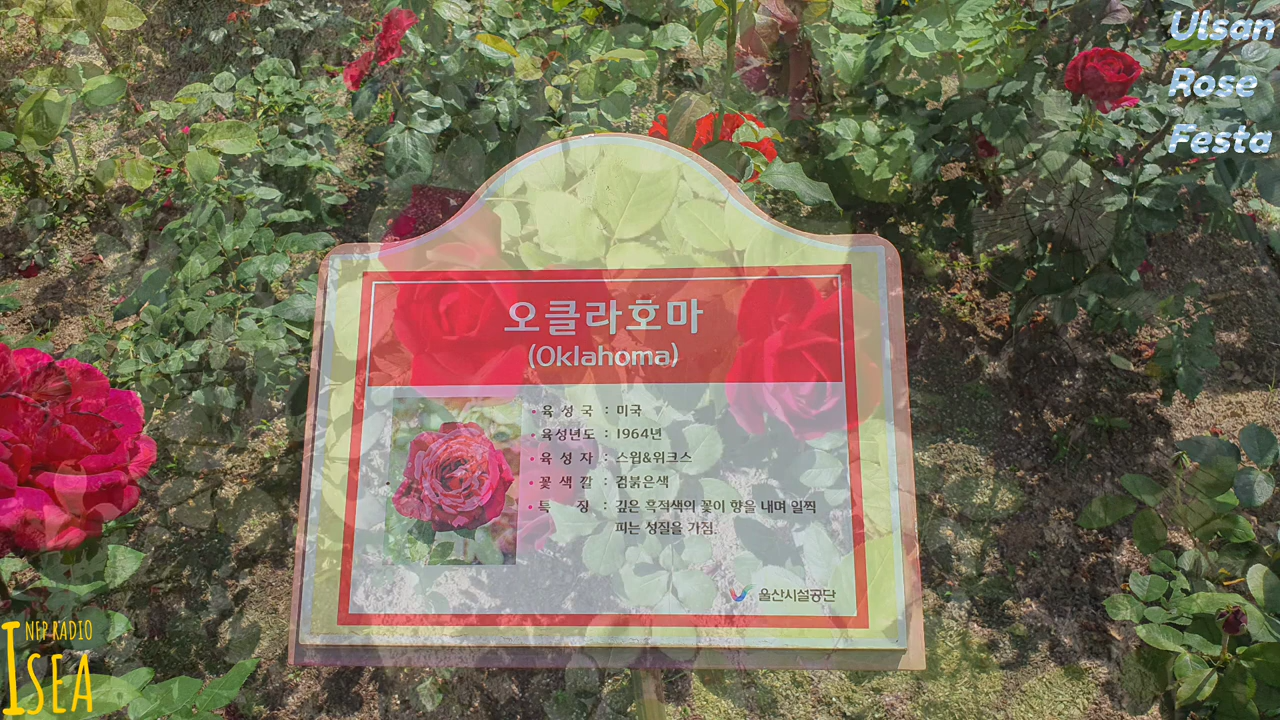 Ulsan
Rose
Festa
오클라호마
(Oklahoma)
• 육 성 국 : 미국
• 육성년도 : 1964년
• 육 성 자 : 스윔&위크스
• 꽃 색 깔 : 검붉은색
• 특 징 : 깊은 흑적색의 꽃이 향을 내며 일찍
피는 성질을 가짐.
울산시설공단
NEP RADIO
ISEA